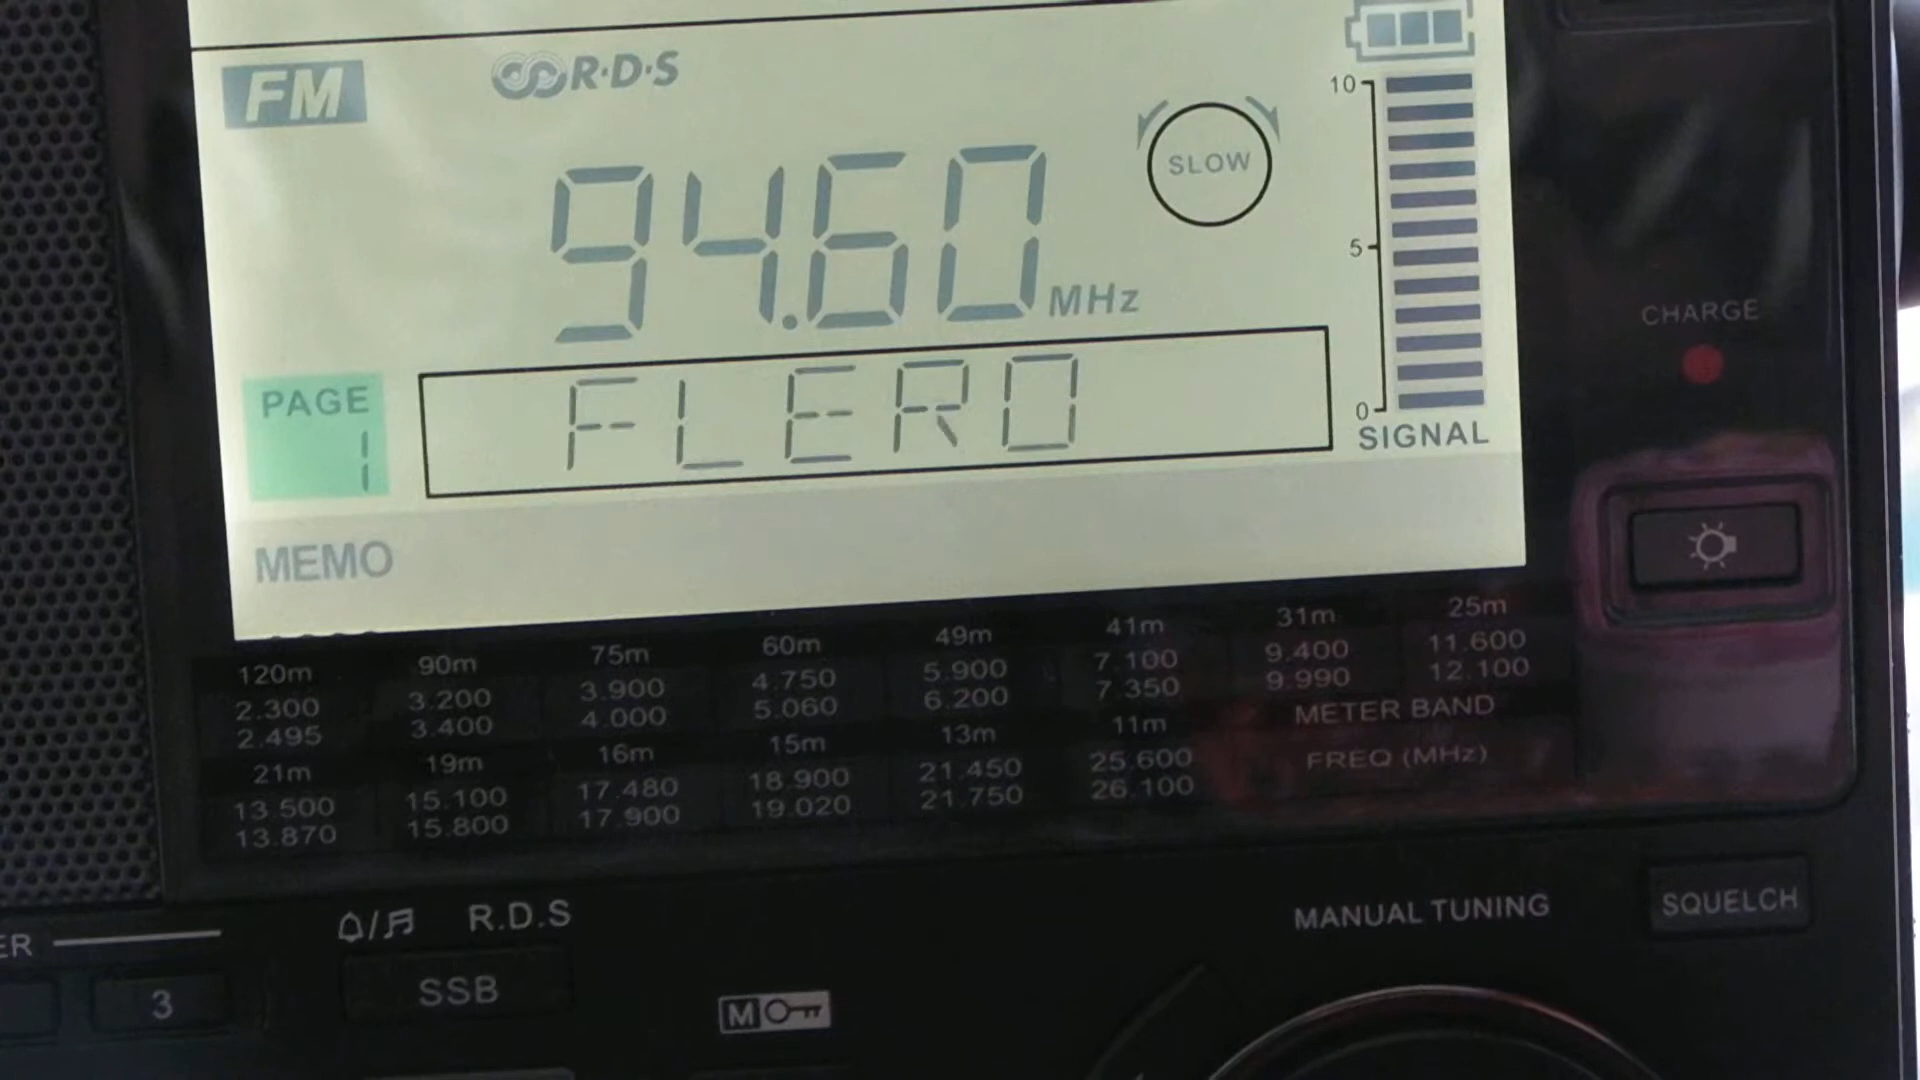 FM R·D·S
94.60 MHz
SLOW
10
5
0
SIGNAL
PAGE
1
FLERO
MEMO
CHARGE
120m 90m 75m 60m 49m 41m 31m 25m
2.300 3.200 3.900 4.750 5.900 7.100 9.400 11.600
2.495 3.400 4.000 5.060 6.200 7.350 9.990 12.100
21m 19m 16m 15m 13m 11m METER BAND
13.500 15.100 17.480 18.900 21.450 25.600 FREQ (MHz)
13.870 15.800 17.900 19.020 21.750 26.100
R.D.S
SSB
3
M
MANUAL TUNING
SQUELCH